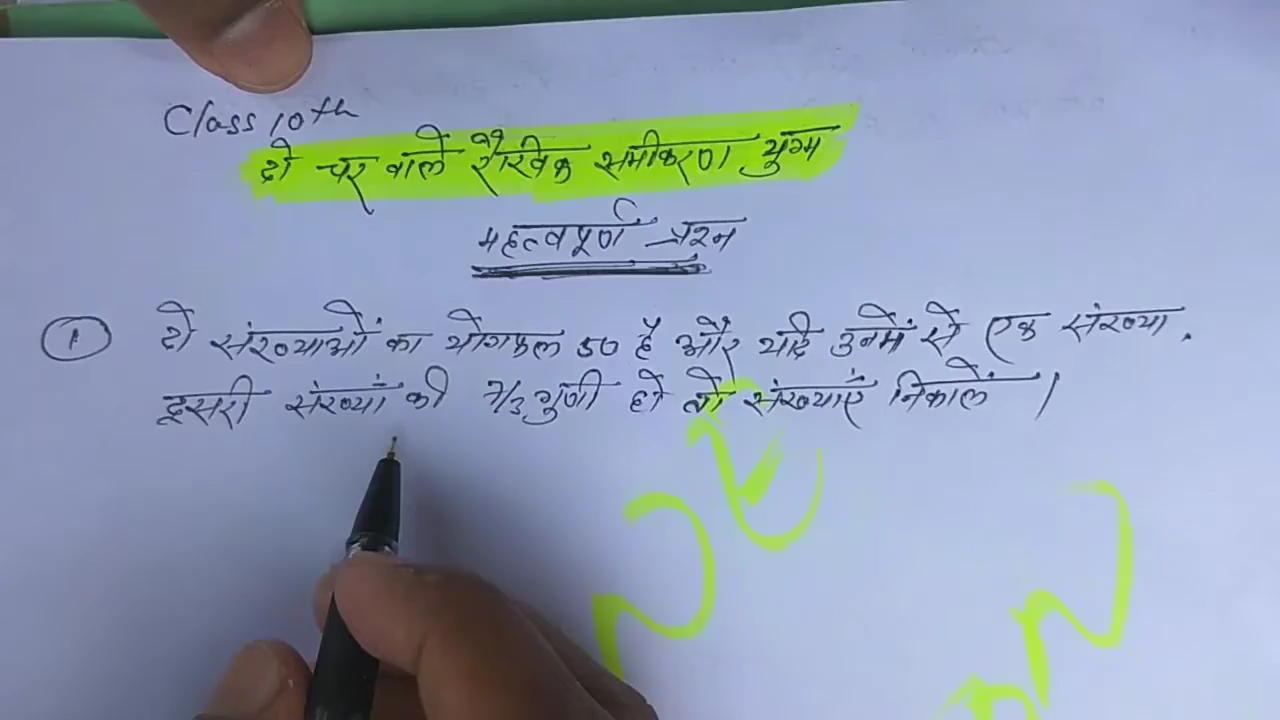 Class 10th
दो चर वाले रैखिक समीकरण युग्म
महत्वपूर्ण प्रश्न
1 दो संख्याओं का योगफल 50 है और यदि उनमें से एक संख्या
दूसरी संख्यां की 7/3 गुणी हो तो संख्याएं निकालें ।